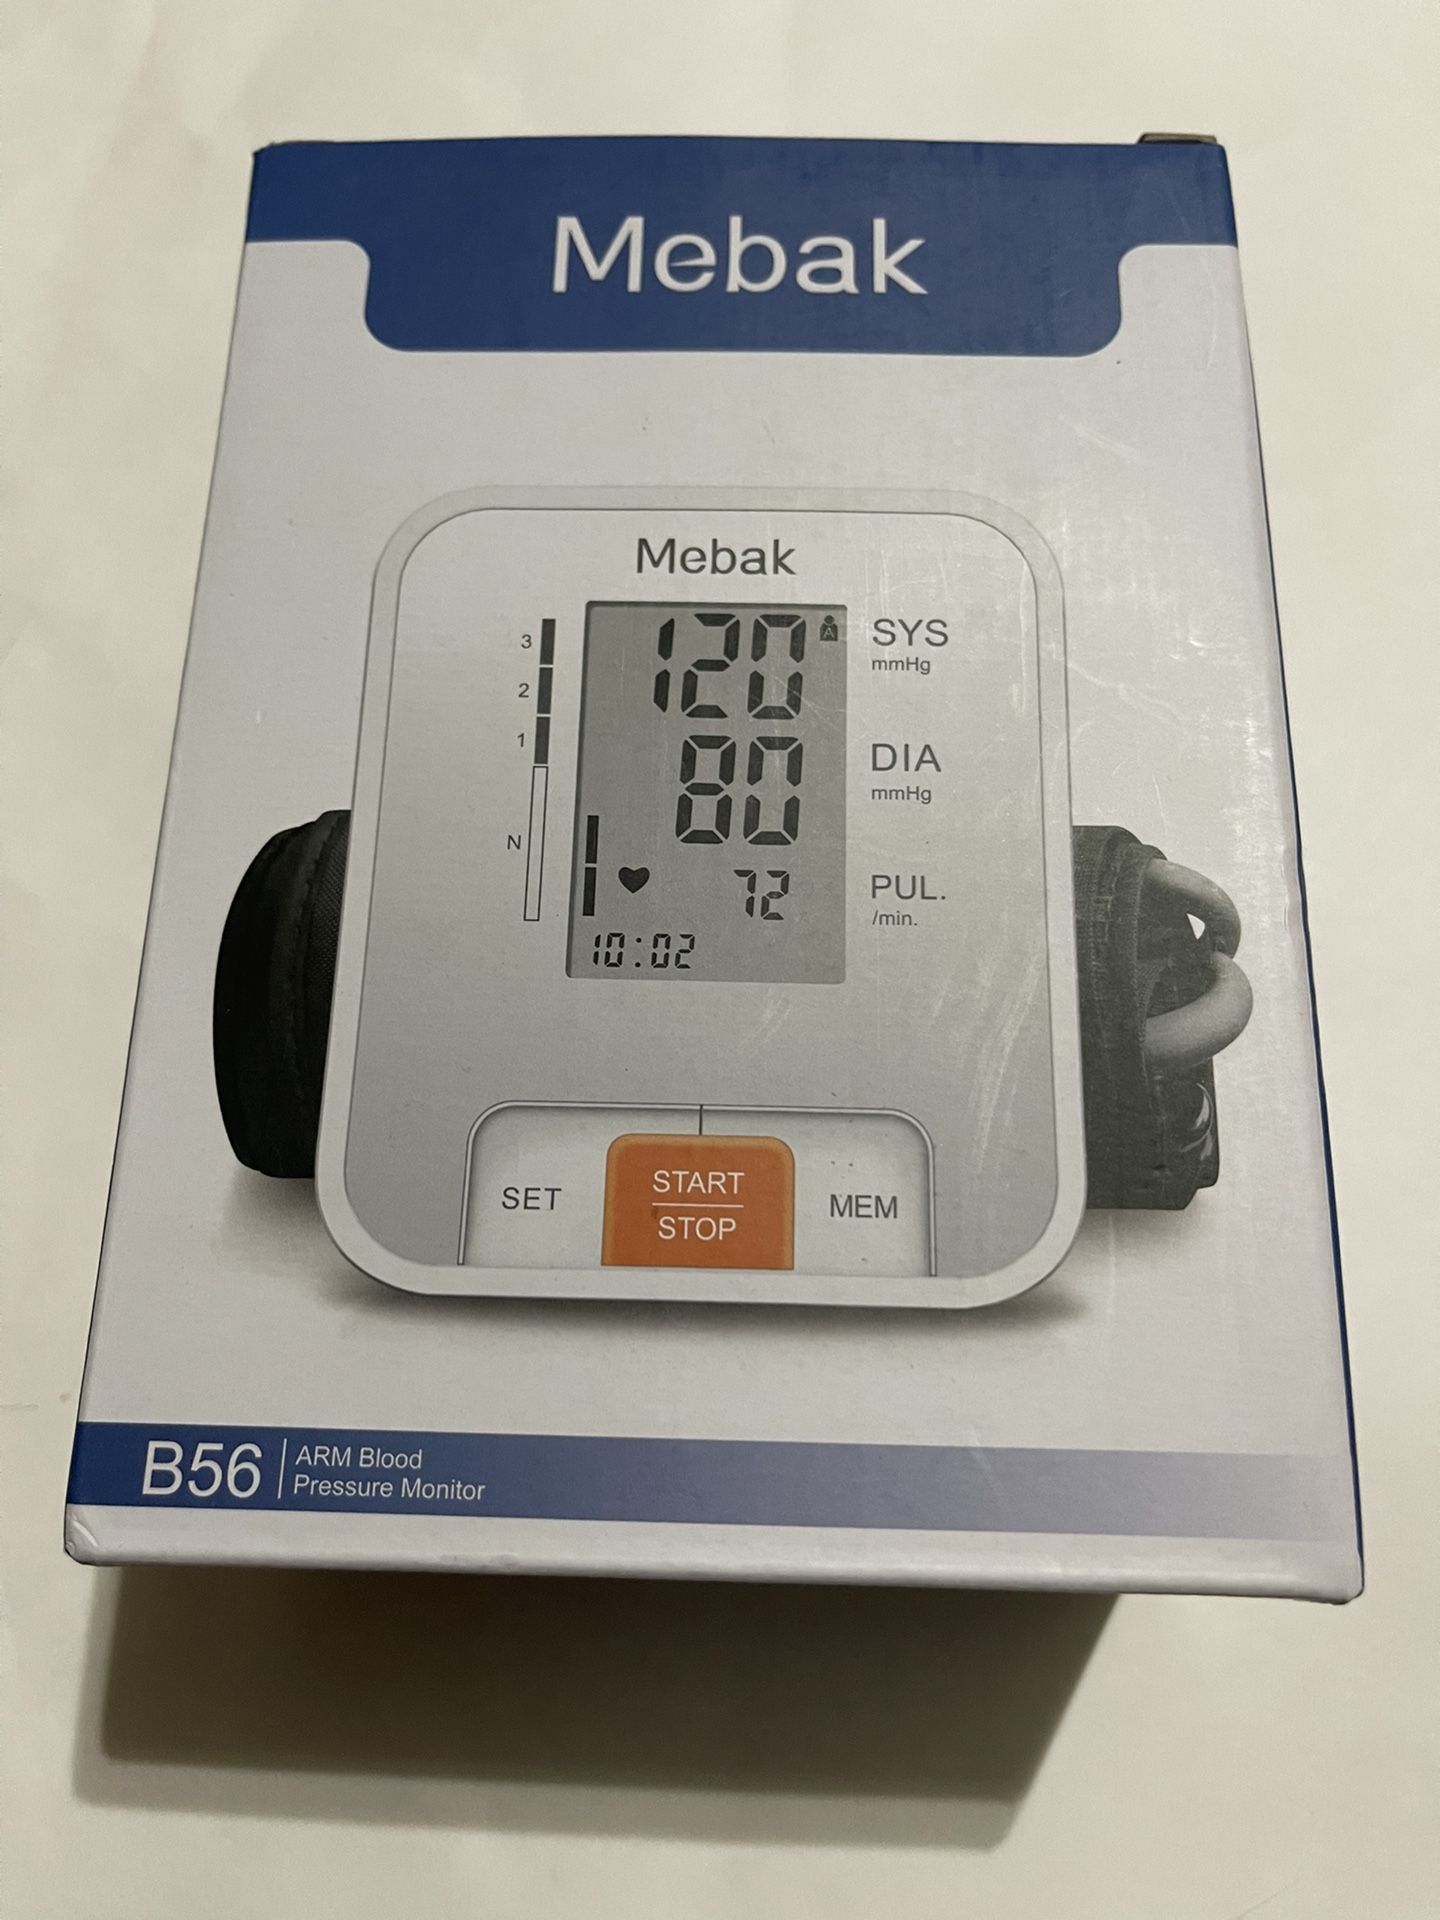 Mebak
Mebak
120
A
SYS
mmHg
3
2
1
80
DIA
mmHg
N
72
PUL.
/min.
10:02
SET
START
STOP
MEM
B56
ARM Blood
Pressure Monitor